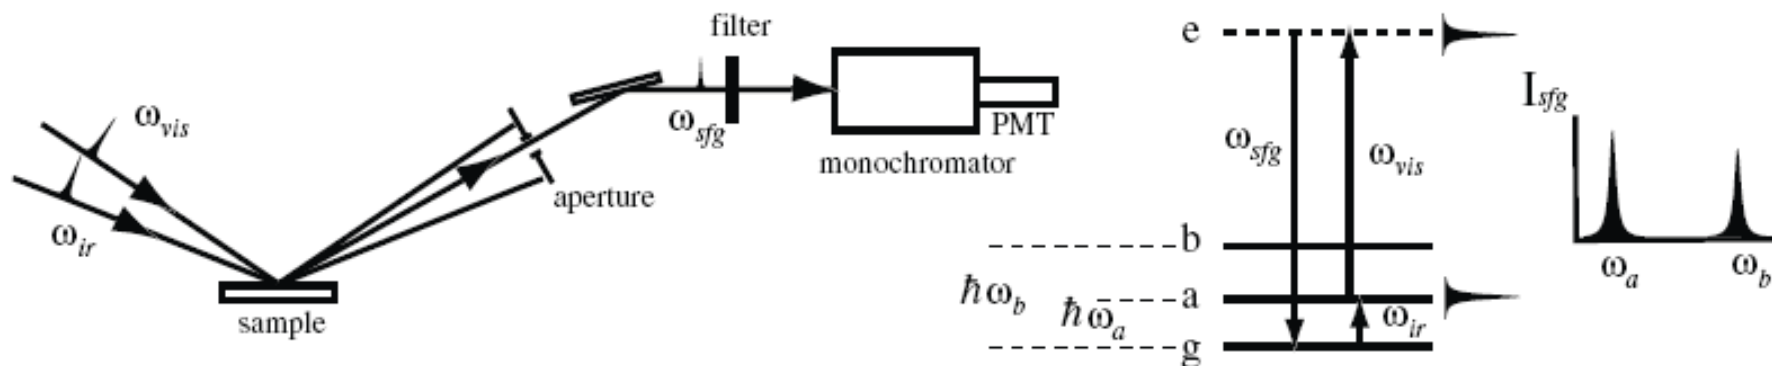 filter
ω_vis
ω_ir
sample
aperture
ω_sfg
PMT
monochromator
e
b
a
g
ħω_b
ħω_a
ω_sfg
ω_vis
ω_ir
I_sfg
ω_a
ω_b